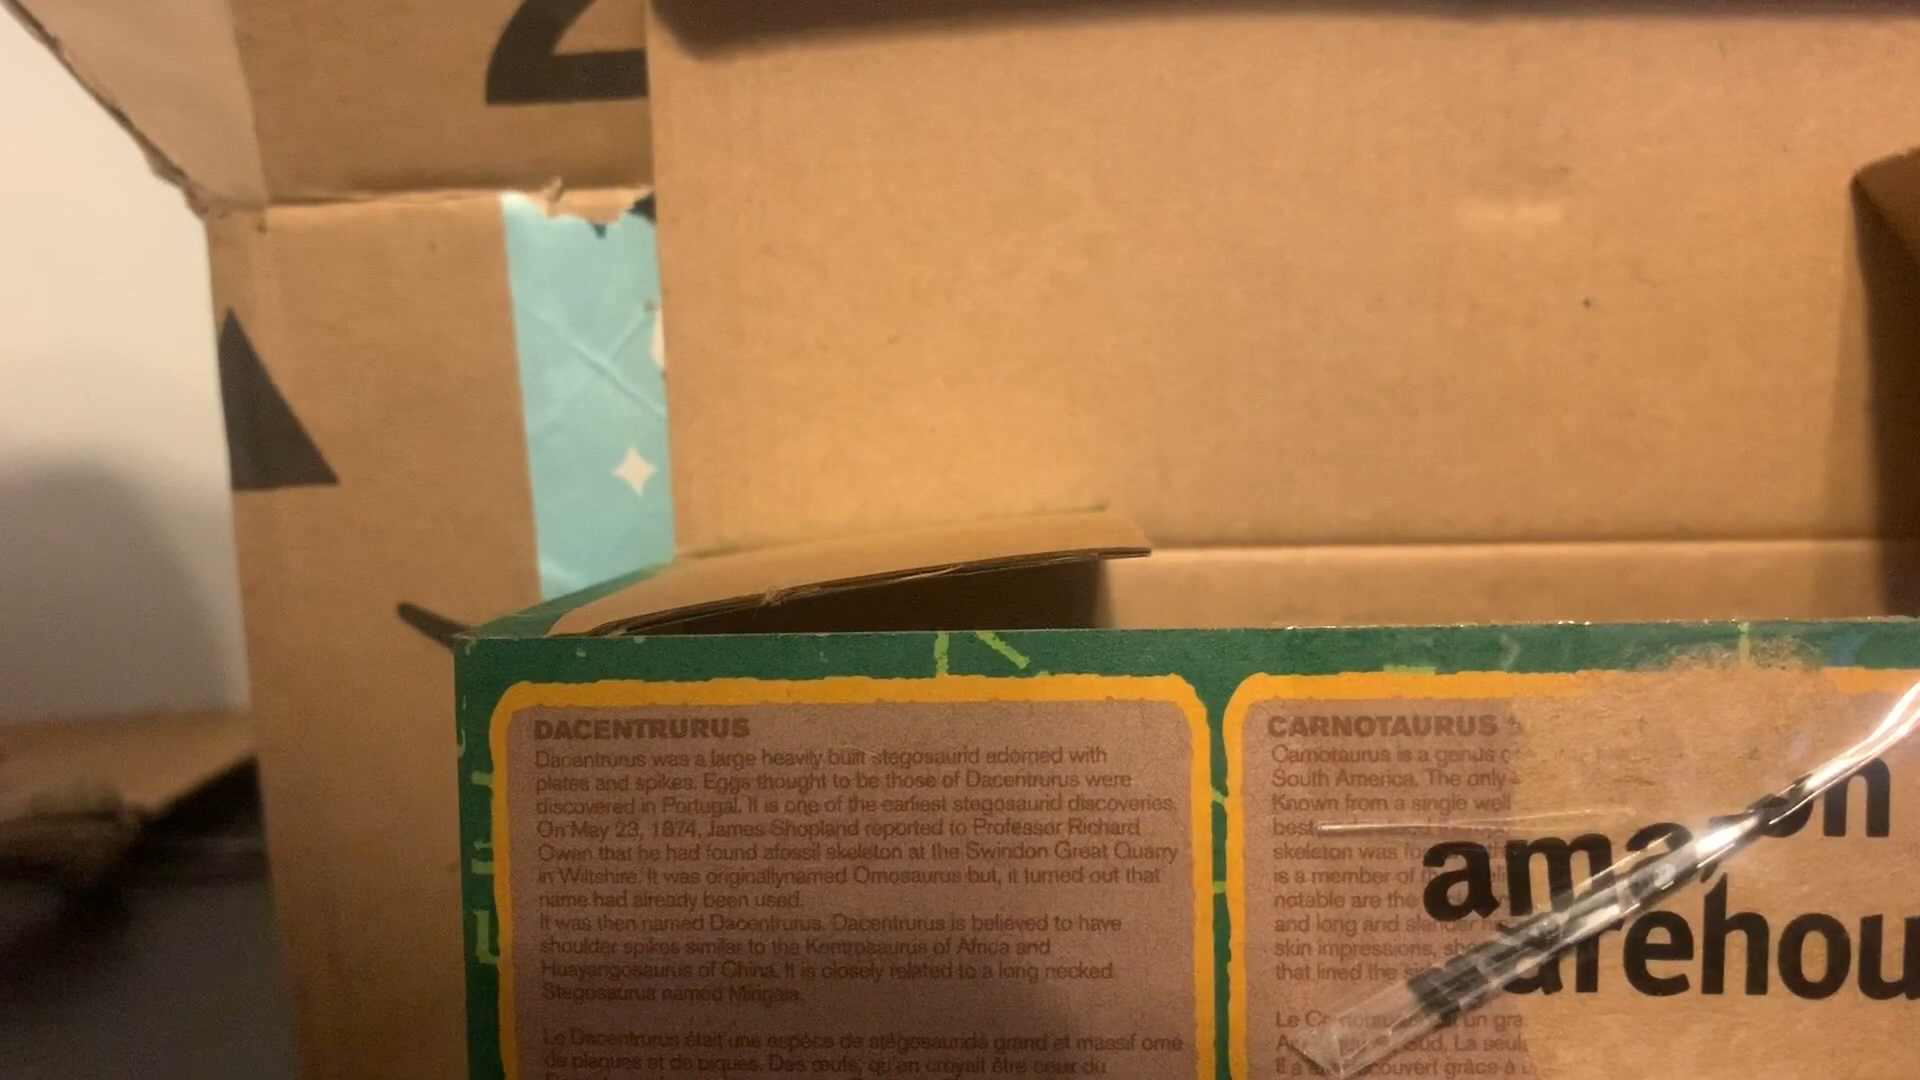 DACENTRURUS
Dacentrurus was a large heavily built stegosaurid adorned with
plates and spikes. Eggs thought to be those of Dacentrurus were
discovered in Portugal. It is one of the earliest stegosaurid discoveries.
On May 23, 1874, James Shopland reported to Professor Richard
Owen that he had found afossil skeleton at the Swindon Great Quarry
in Wiltshire. It was originallynamed Omosaurus but, it turned out that
name had already been used.
It was then named Dacentrurus. Dacentrurus is believed to have
shoulder spikes similar to the Kentrosaurus of Africa and
Huayangosaurus of China. It is closely related to a long necked
Stegosaurus named Miragaia.
Le Dacentrurus était une espèce de stégosauridé grand et massif orné
de plaques et de piques. Des œufs, qu'on croyait être ceux du
CARNOTAURUS
Carnotaurus is a genus
South America. The only
Known from a single well
skeleton was
is a member of
notable are the
and long and slender
skin impressions,
that lined the
Le
Sud. La seul
couvert grâce à
amazon
warehou